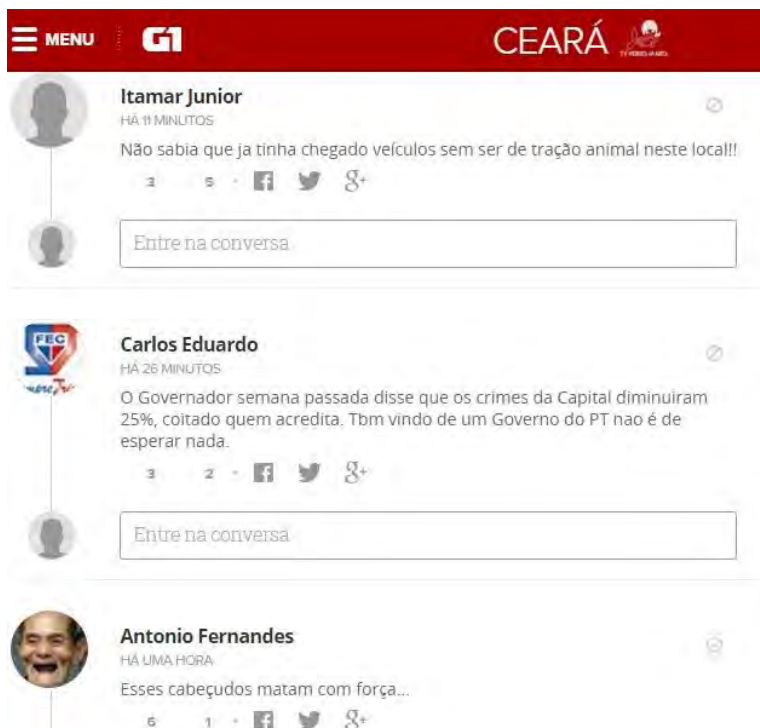 MENU G1 CEARÁ
Itamar Junior
HÁ 11 MINUTOS
Não sabia que ja tinha chegado veículos sem ser de tração animal neste local!!
3 5
Entre na conversa
FEC
Carlos Eduardo
HÁ 26 MINUTOS
O Governador semana passada disse que os crimes da Capital diminuiram
25%, coitado quem acredita. Tbm vindo de um Governo do PT nao é de
esperar nada.
3 2
Entre na conversa
Antonio Fernandes
HÁ UMA HORA
Esses cabeçudos matam com força...
6 1